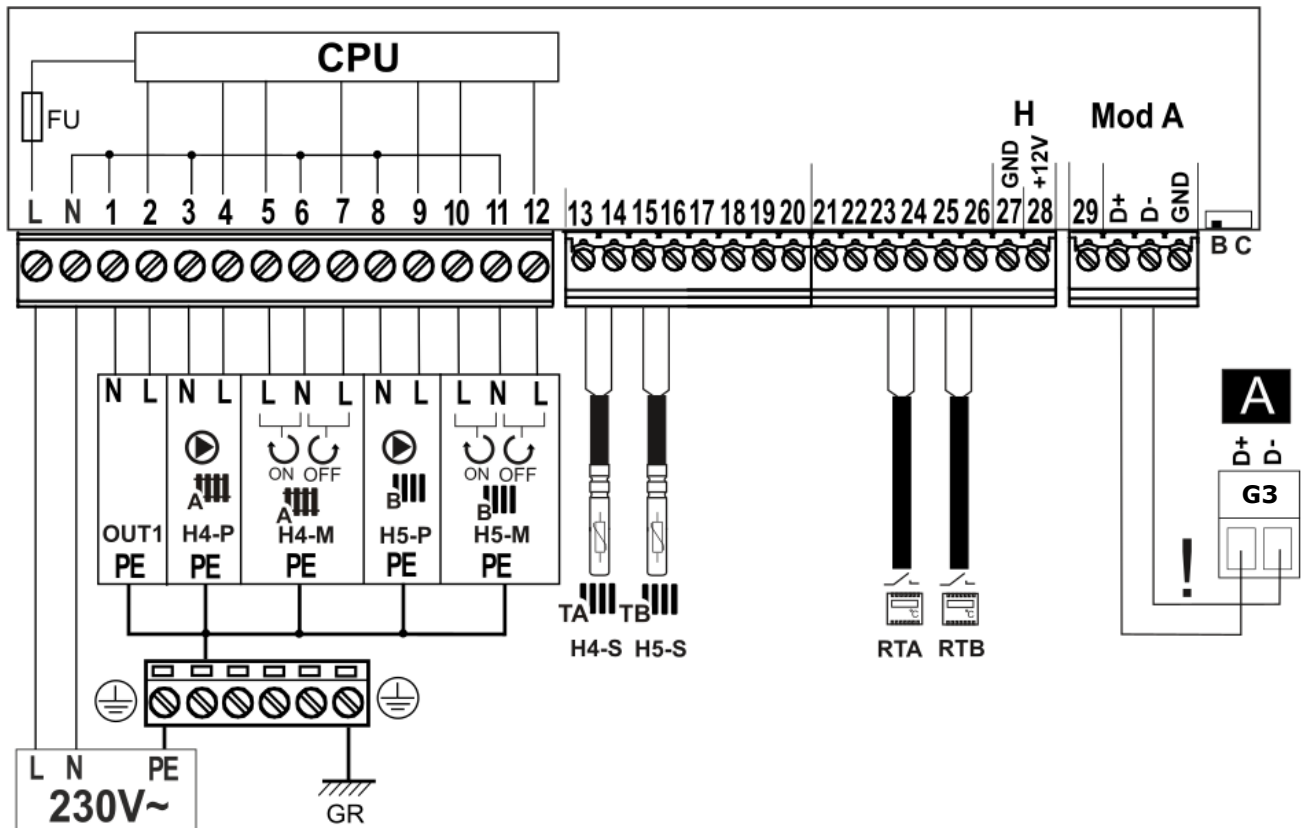 CPU
FU
H
Mod A
GND
+12V
D+
D-
GND
L N 1 2 3 4 5 6 7 8 9 10 11 12
13 14 15 16 17 18 19 20 21 22 23 24 25 26 27 28
29
B C
N L N L L N L N L L N L
ON OFF
ON OFF
A
A
B
B
OUT1 H4-P H4-M H5-P H5-M
PE PE PE PE PE
TA TB
H4-S H5-S
°C
°C
RTA RTB
A
D+
D-
G3
!
L N PE
230V~
GR